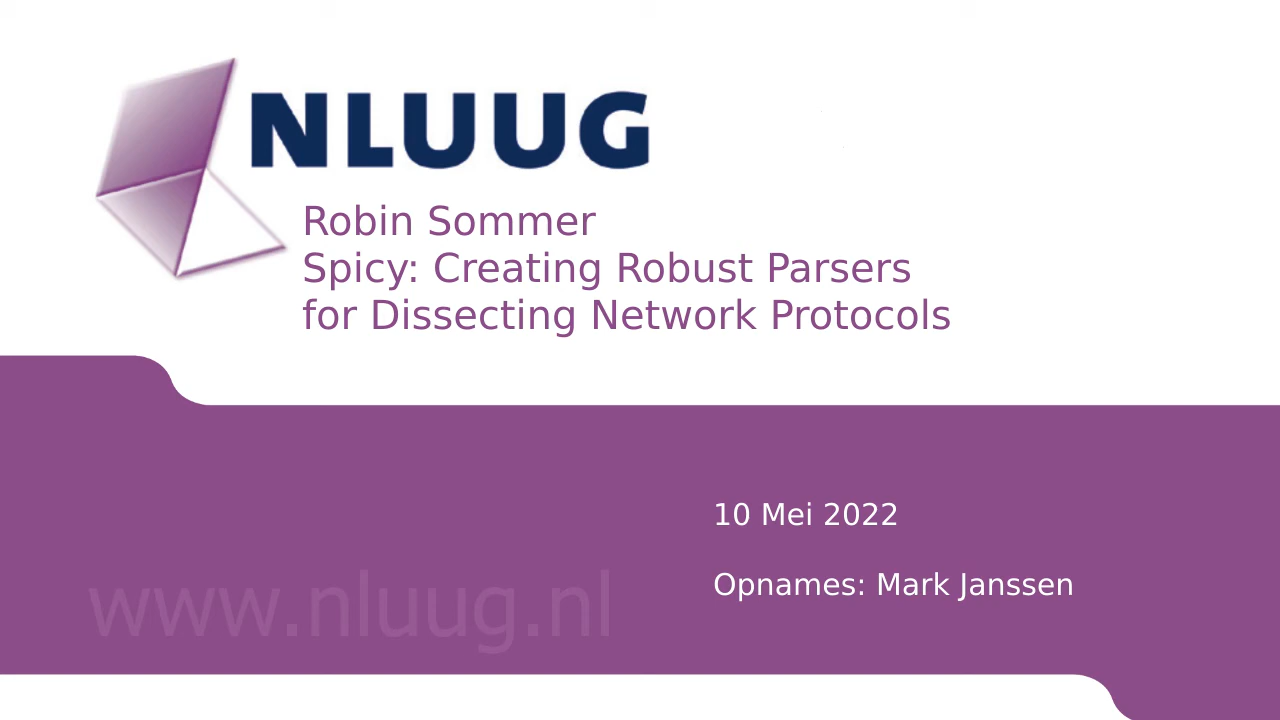 NLUUG
Robin Sommer
Spicy: Creating Robust Parsers
for Dissecting Network Protocols
10 Mei 2022
Opnames: Mark Janssen
www.nluug.nl